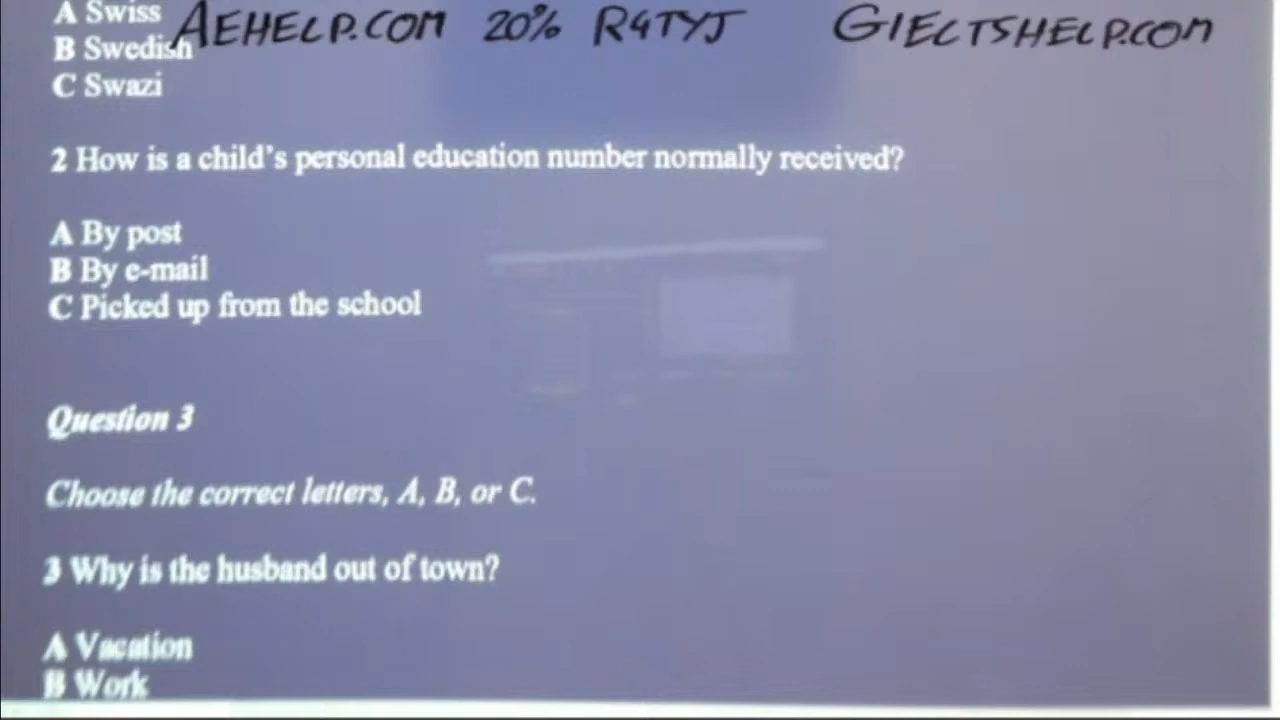 A Swiss
AEHELP.COM 20% R4TYJ GIELTSHELP.COM
B Swedish
C Swazi
2 How is a child's personal education number normally received?
A By post
B By e-mail
C Picked up from the school
Question 3
Choose the correct letters, A, B, or C.
3 Why is the husband out of town?
A Vacation
B Work